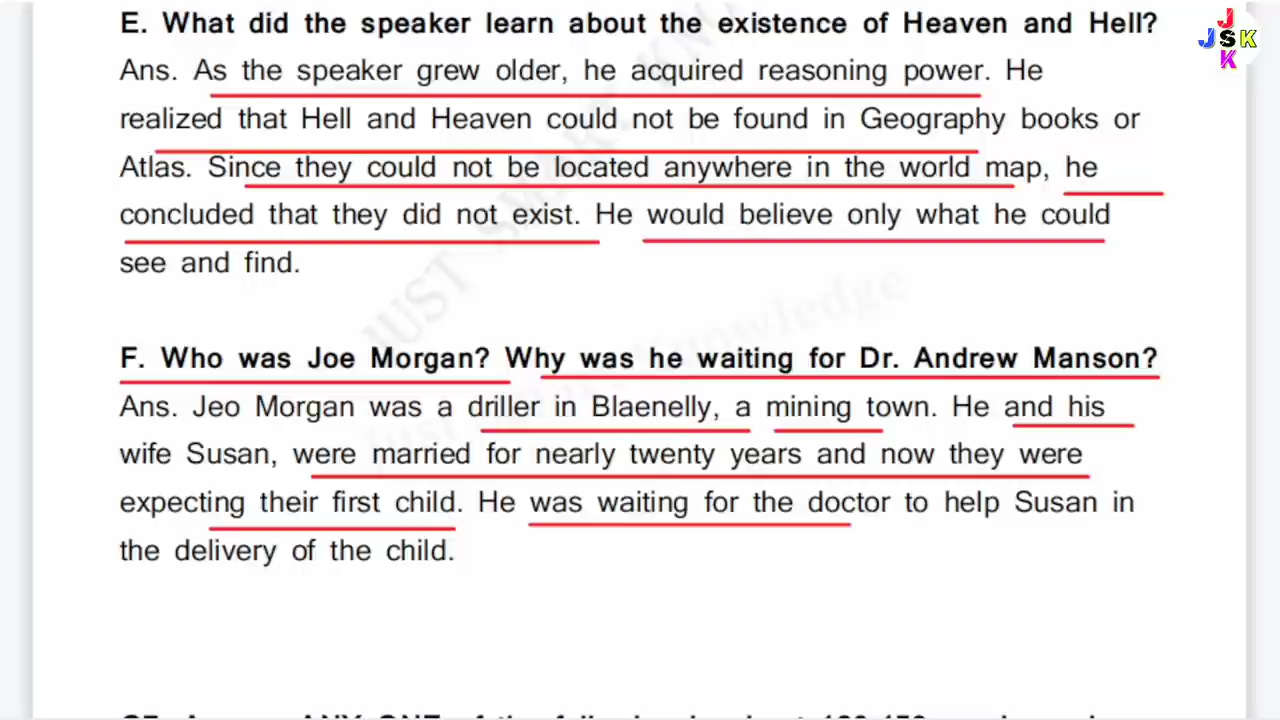 E. What did the speaker learn about the existence of Heaven and Hell?
Ans. As the speaker grew older, he acquired reasoning power. He
realized that Hell and Heaven could not be found in Geography books or
Atlas. Since they could not be located anywhere in the world map, he
concluded that they did not exist. He would believe only what he could
see and find.
F. Who was Joe Morgan? Why was he waiting for Dr. Andrew Manson?
Ans. Jeo Morgan was a driller in Blaenelly, a mining town. He and his
wife Susan, were married for nearly twenty years and now they were
expecting their first child. He was waiting for the doctor to help Susan in
the delivery of the child.
J
JSK
K